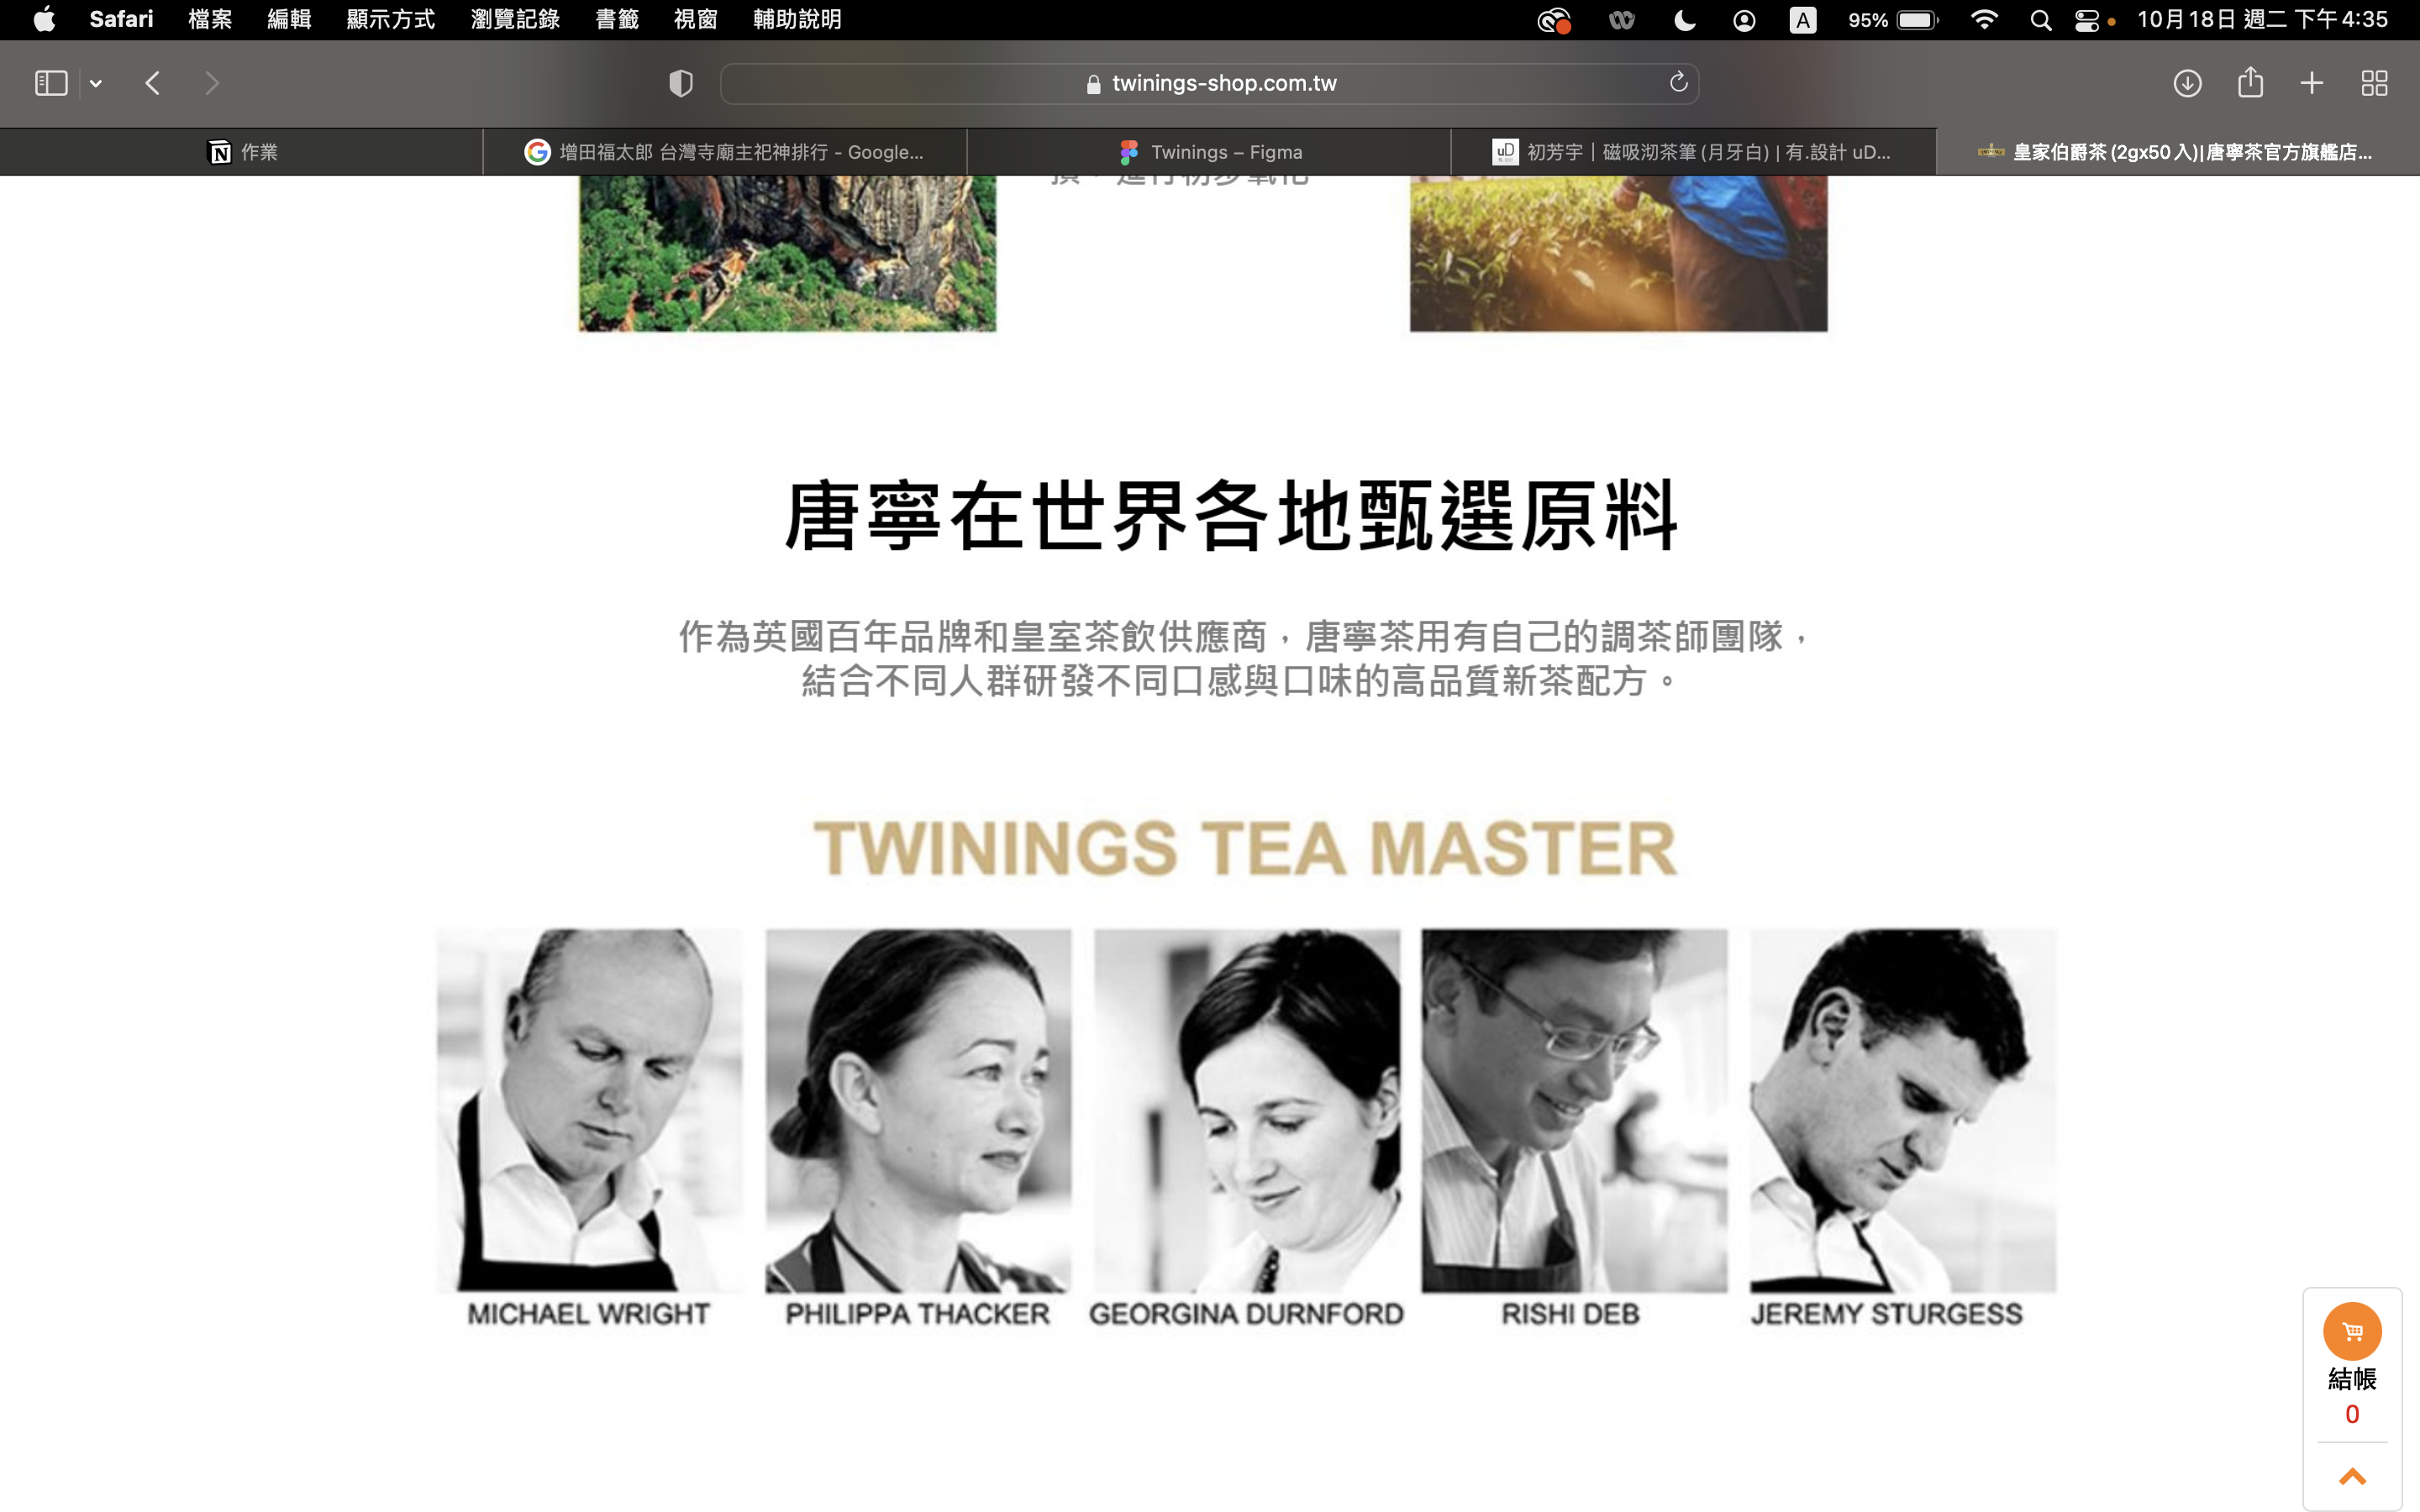 Safari 檔案 編輯 顯示方式 瀏覽記錄 書籤 視窗 輔助說明 A 95% 10月18日 週二 下午4:35
twinings-shop.com.tw
作業
增田福太郎 台灣寺廟主祀神排行 - Google...
Twinings – Figma
uD 初芳宇｜磁吸沏茶筆(月牙白) | 有.設計 uD...
皇家伯爵茶(2gx50入)|唐寧茶官方旗艦店...
唐寧在世界各地甄選原料
作為英國百年品牌和皇室茶飲供應商，唐寧茶用有自己的調茶師團隊，
結合不同人群研發不同口感與口味的高品質新茶配方。
TWININGS TEA MASTER
MICHAEL WRIGHT
PHILIPPA THACKER
GEORGINA DURNFORD
RISHI DEB
JEREMY STURGESS
結帳
0